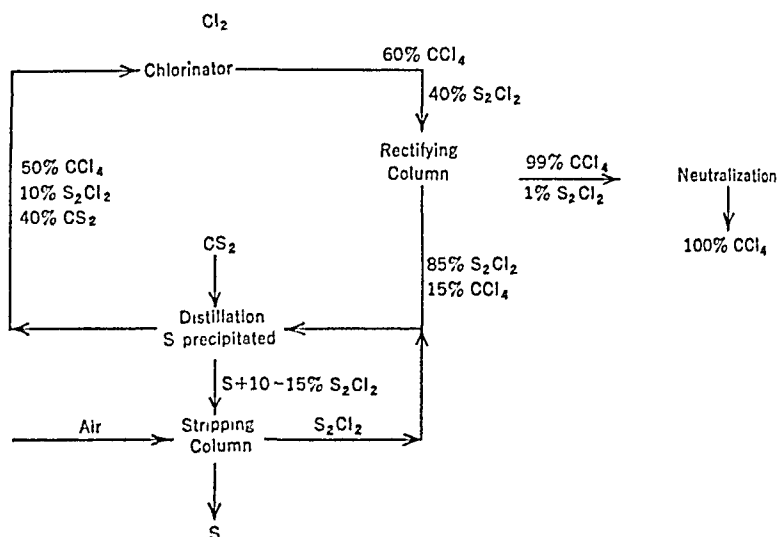 Cl₂
60% CCl₄
Chlorinator
40% S₂Cl₂
Rectifying
Column
99% CCl₄
1% S₂Cl₂
Neutralization
100% CCl₄
50% CCl₄
10% S₂Cl₂
40% CS₂
CS₂
85% S₂Cl₂
15% CCl₄
Distillation
S precipitated
S+10-15% S₂Cl₂
Air
Stripping
Column
S₂Cl₂
S